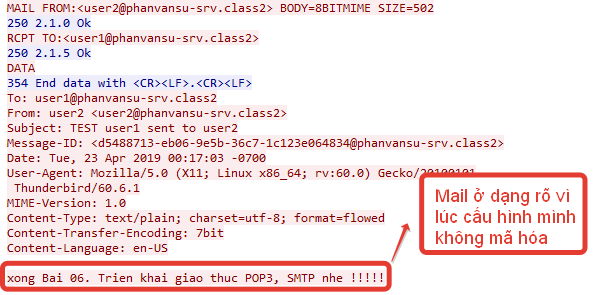 MAIL FROM:<user2@phanvansu-srv.class2> BODY=8BITMIME SIZE=502
250 2.1.0 Ok
RCPT TO:<user1@phanvansu-srv.class2>
250 2.1.5 Ok
DATA
354 End data with <CR><LF>.<CR><LF>
To: user1@phanvansu-srv.class2
From: user2 <user2@phanvansu-srv.class2>
Subject: TEST user1 sent to user2
Message-ID: <d5488713-eb06-9e5b-36c7-1c123e064834@phanvansu-srv.class2>
Date: Tue, 23 Apr 2019 00:17:03 -0700
User-Agent: Mozilla/5.0 (X11; Linux x86_64; rv:60.0) Gecko/20100101
Thunderbird/60.6.1
MIME-Version: 1.0
Content-Type: text/plain; charset=utf-8; format=flowed
Content-Transfer-Encoding: 7bit
Content-Language: en-US
xong Bai 06. Trien khai giao thuc POP3, SMTP nhe !!!!!
Mail ở dạng rõ vì
lúc cấu hình mình
không mã hóa